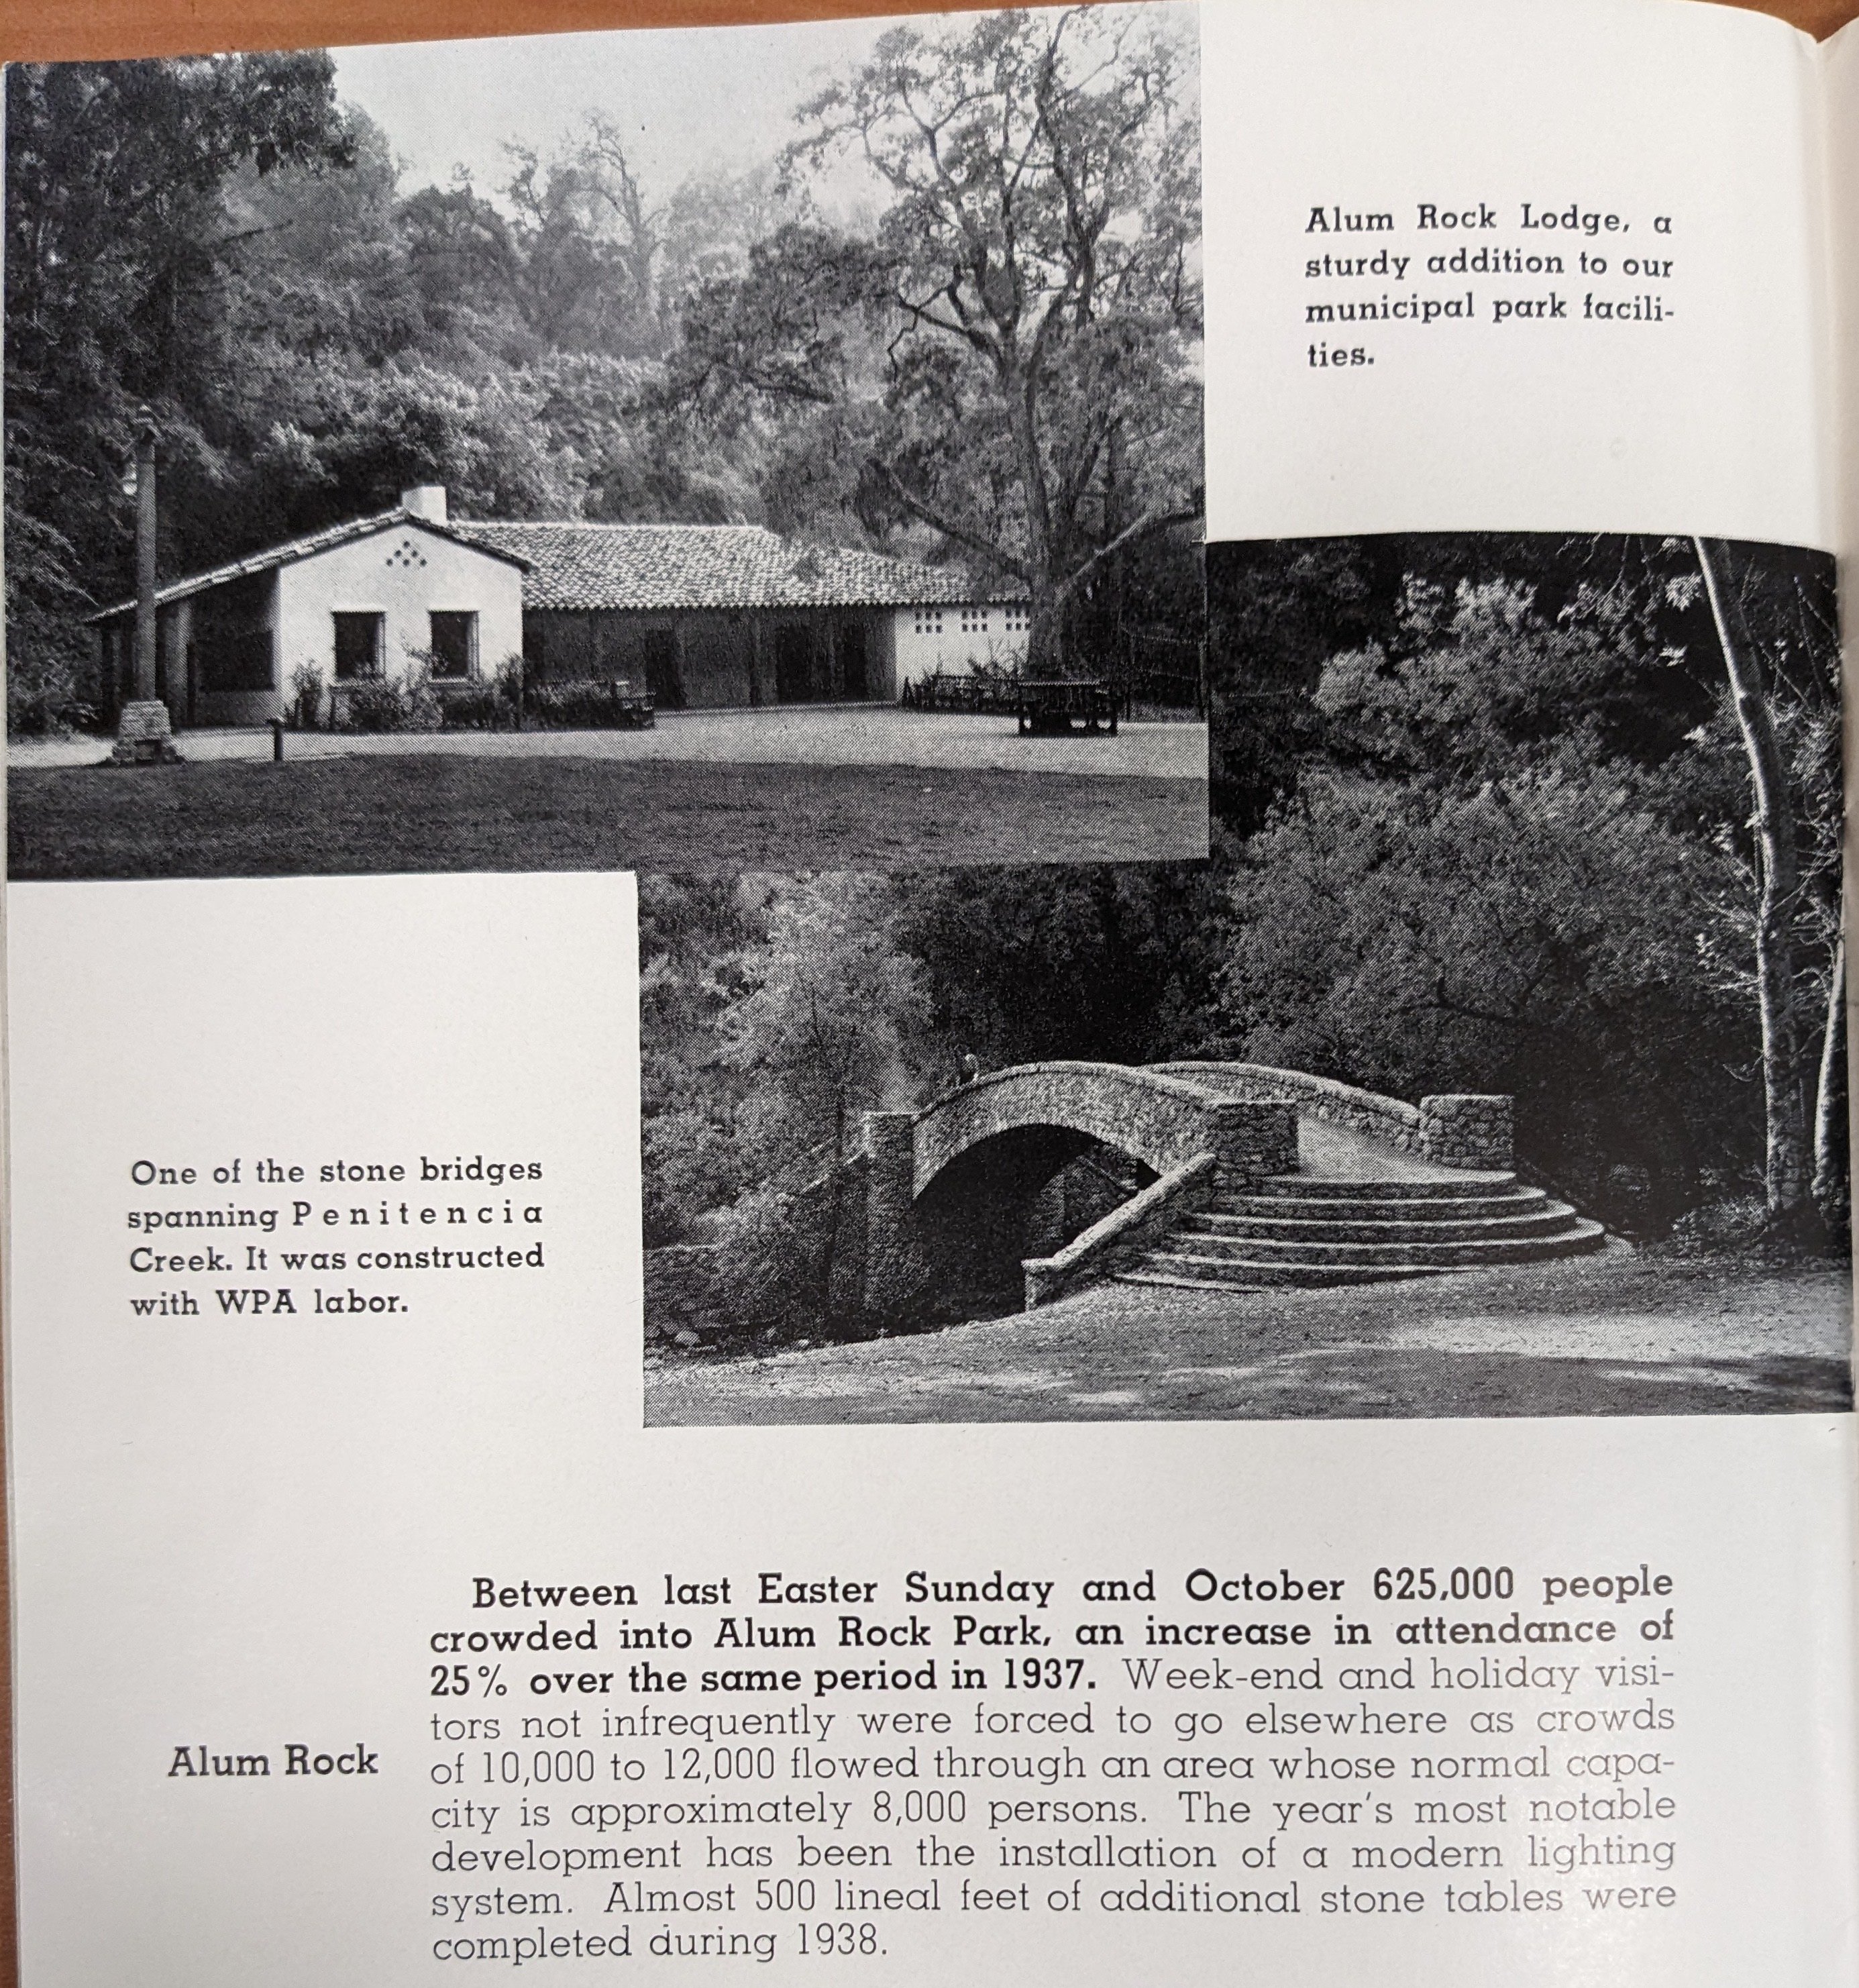 Alum Rock Lodge, a
sturdy addition to our
municipal park facili-
ties.
One of the stone bridges
spanning Penitencia
Creek. It was constructed
with WPA labor.
Alum Rock
Between last Easter Sunday and October 625,000 people
crowded into Alum Rock Park, an increase in attendance of
25% over the same period in 1937. Week-end and holiday visi-
tors not infrequently were forced to go elsewhere as crowds
of 10,000 to 12,000 flowed through an area whose normal capa-
city is approximately 8,000 persons. The year's most notable
development has been the installation of a modern lighting
system. Almost 500 lineal feet of additional stone tables were
completed during 1938.